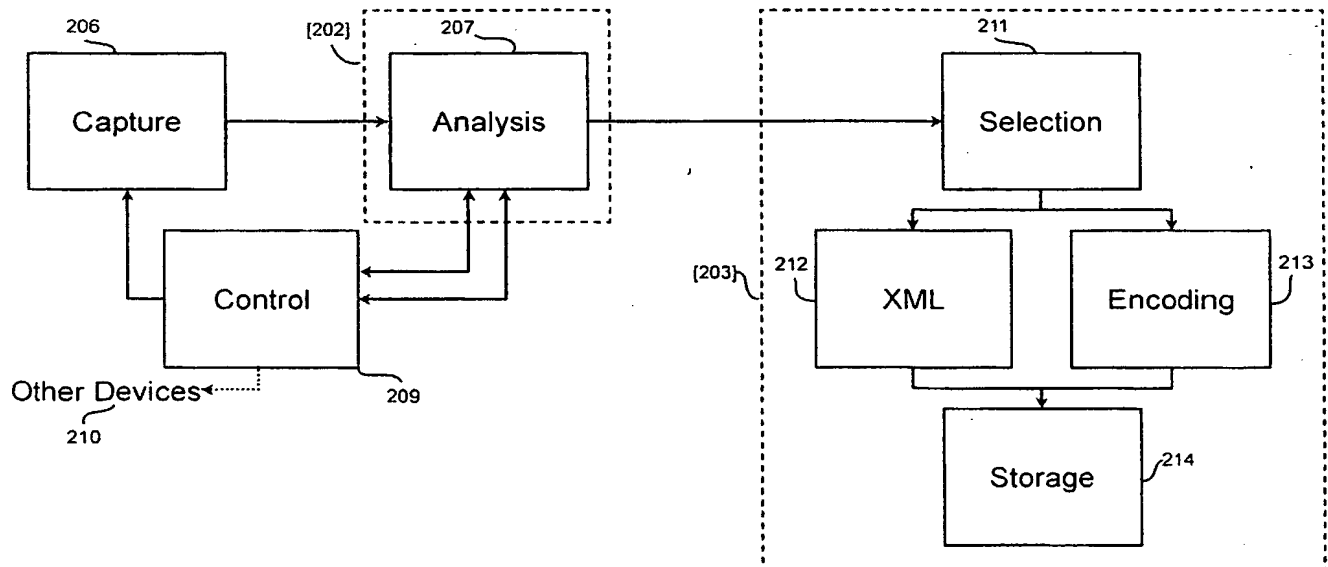 206
[202]
207
211
Capture
Analysis
Selection
212
[203]
213
Control
XML
Encoding
Other Devices
209
210
214
Storage